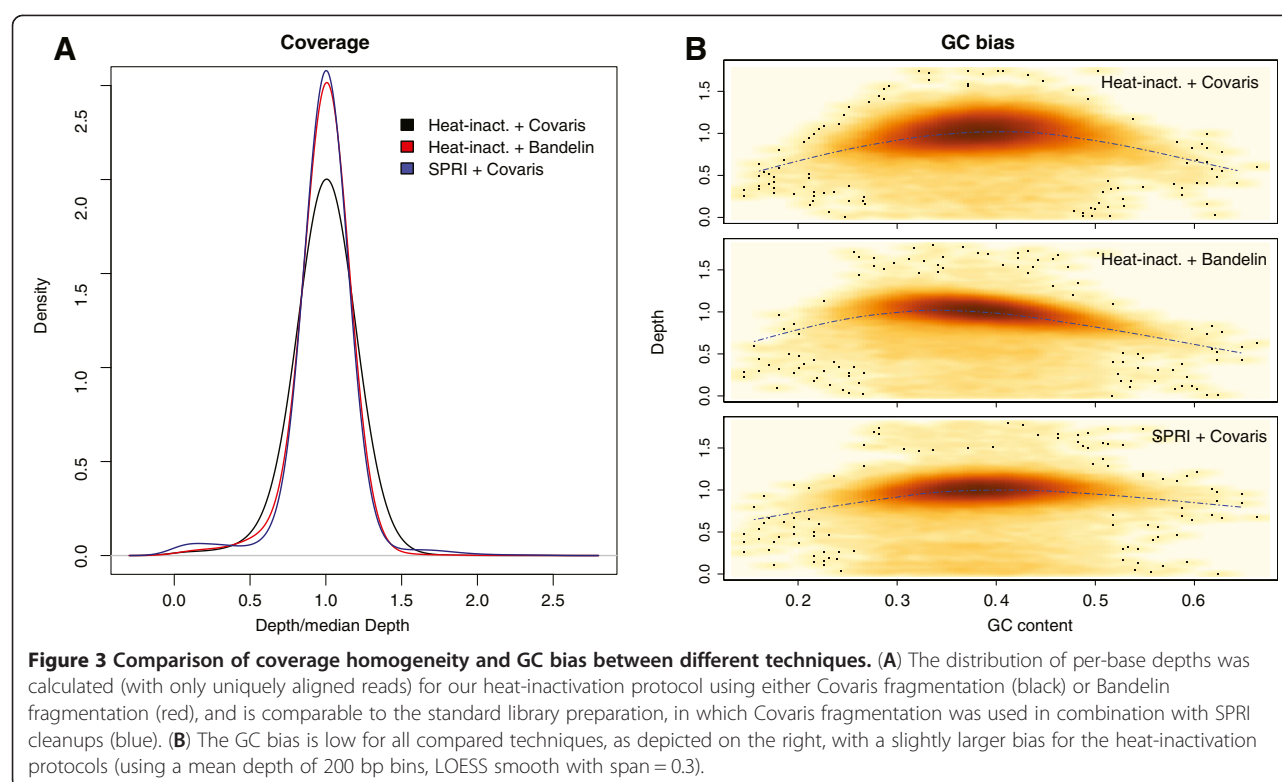 A
Coverage
Density
0.0
0.5
1.0
1.5
2.0
2.5
Heat-inact. + Covaris
Heat-inact. + Bandelin
SPRI + Covaris
0.0 0.5 1.0 1.5 2.0 2.5
Depth/median Depth
B
GC bias
Depth
Heat-inact. + Covaris
0.0 0.5 1.0 1.5
Heat-inact. + Bandelin
0.0 0.5 1.0 1.5
SPRI + Covaris
0.0 0.5 1.0 1.5
0.2 0.3 0.4 0.5 0.6
GC content
Figure 3 Comparison of coverage homogeneity and GC bias between different techniques. (A) The distribution of per-base depths was
calculated (with only uniquely aligned reads) for our heat-inactivation protocol using either Covaris fragmentation (black) or Bandelin
fragmentation (red), and is comparable to the standard library preparation, in which Covaris fragmentation was used in combination with SPRI
cleanups (blue). (B) The GC bias is low for all compared techniques, as depicted on the right, with a slightly larger bias for the heat-inactivation
protocols (using a mean depth of 200 bp bins, LOESS smooth with span = 0.3).